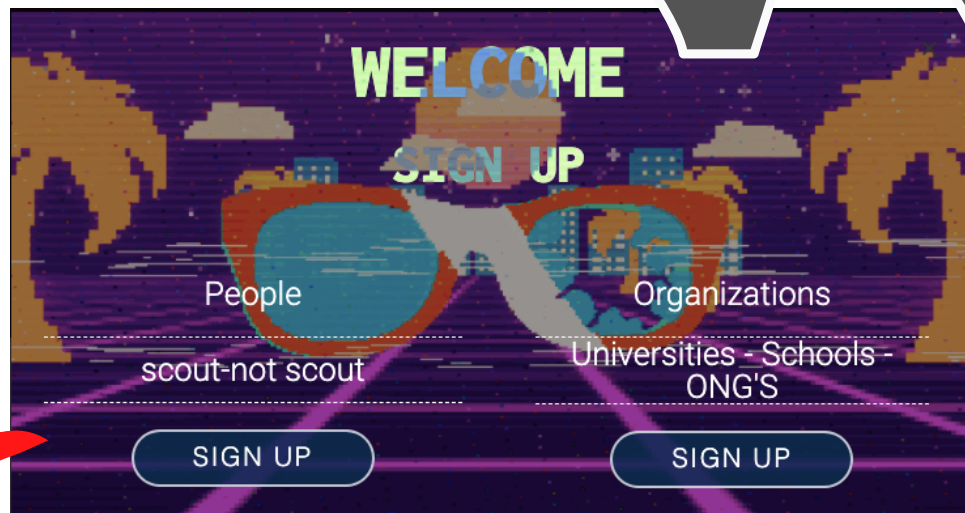 WELCOME
SIGN UP
People
scout-not scout
SIGN UP
Organizations
Universities - Schools -
ONG'S
SIGN UP